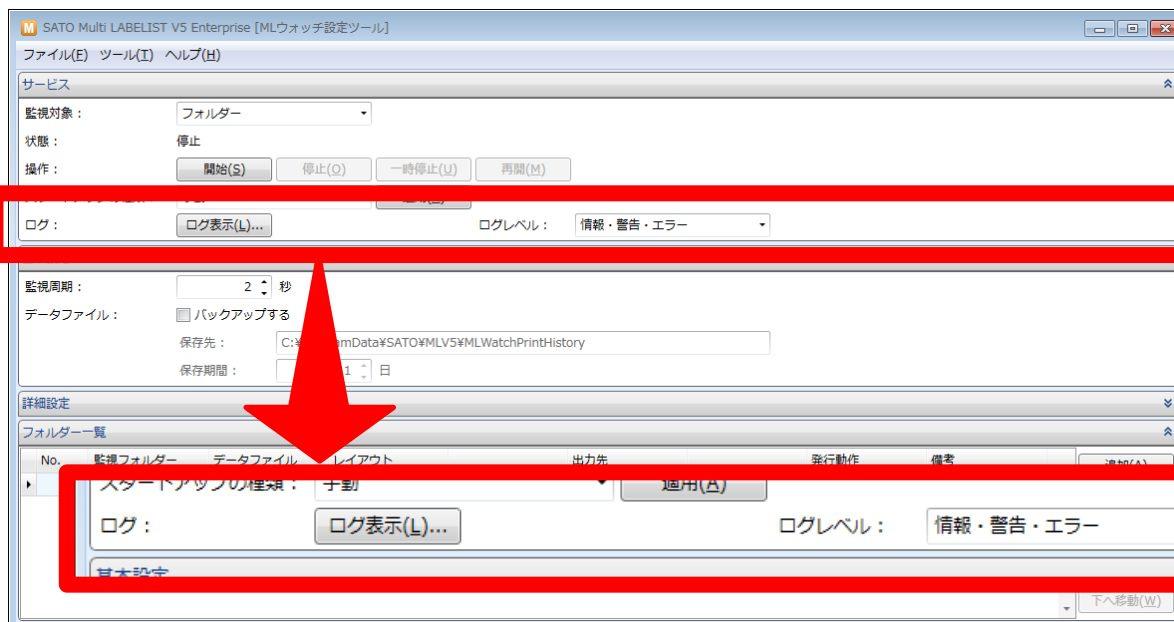 SATO Multi LABELIST V5 Enterprise [MLウォッチ設定ツール]
ファイル(F) ツール(T) ヘルプ(H)
サービス
監視対象： フォルダー
状態： 停止
操作： 開始(S) 停止(O) 一時停止(U) 再開(M)
ログ： ログ表示(L)... ログレベル： 情報・警告・エラー
監視周期： 2 秒
データファイル： バックアップする
保存先： C:¥ amData¥SATO¥MLV5¥MLWatchPrintHistory
保存期間： 1 日
詳細設定
フォルダー一覧
No. 監視フォルダー データファイル レイアウト 出力先 発行動作 備考 追加(A)
スタートアップの種類： 手動 適用(A)
ログ： ログ表示(L)... ログレベル： 情報・警告・エラー
基本設定
下へ移動(W)